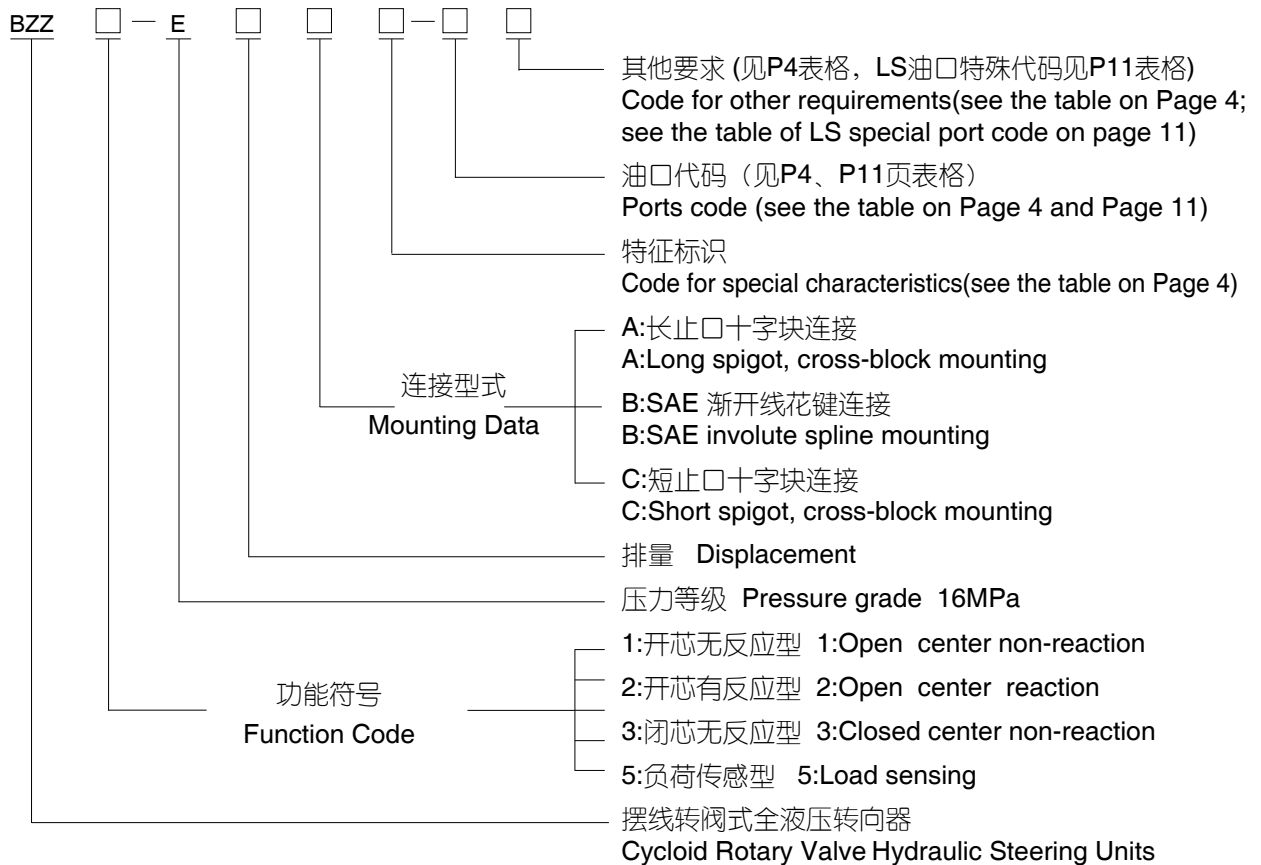 BZZ □ — E □ □ □ — □ □
其他要求 (见P4表格，LS油口特殊代码见P11表格)
Code for other requirements(see the table on Page 4;
see the table of LS special port code on page 11)
油口代码（见P4、P11页表格）
Ports code (see the table on Page 4 and Page 11)
特征标识
Code for special characteristics(see the table on Page 4)
连接型式
Mounting Data
A:长止口十字块连接
A:Long spigot, cross-block mounting
B:SAE 渐开线花键连接
B:SAE involute spline mounting
C:短止口十字块连接
C:Short spigot, cross-block mounting
排量 Displacement
压力等级 Pressure grade 16MPa
功能符号
Function Code
1:开芯无反应型 1:Open center non-reaction
2:开芯有反应型 2:Open center reaction
3:闭芯无反应型 3:Closed center non-reaction
5:负荷传感型 5:Load sensing
摆线转阀式全液压转向器
Cycloid Rotary Valve Hydraulic Steering Units